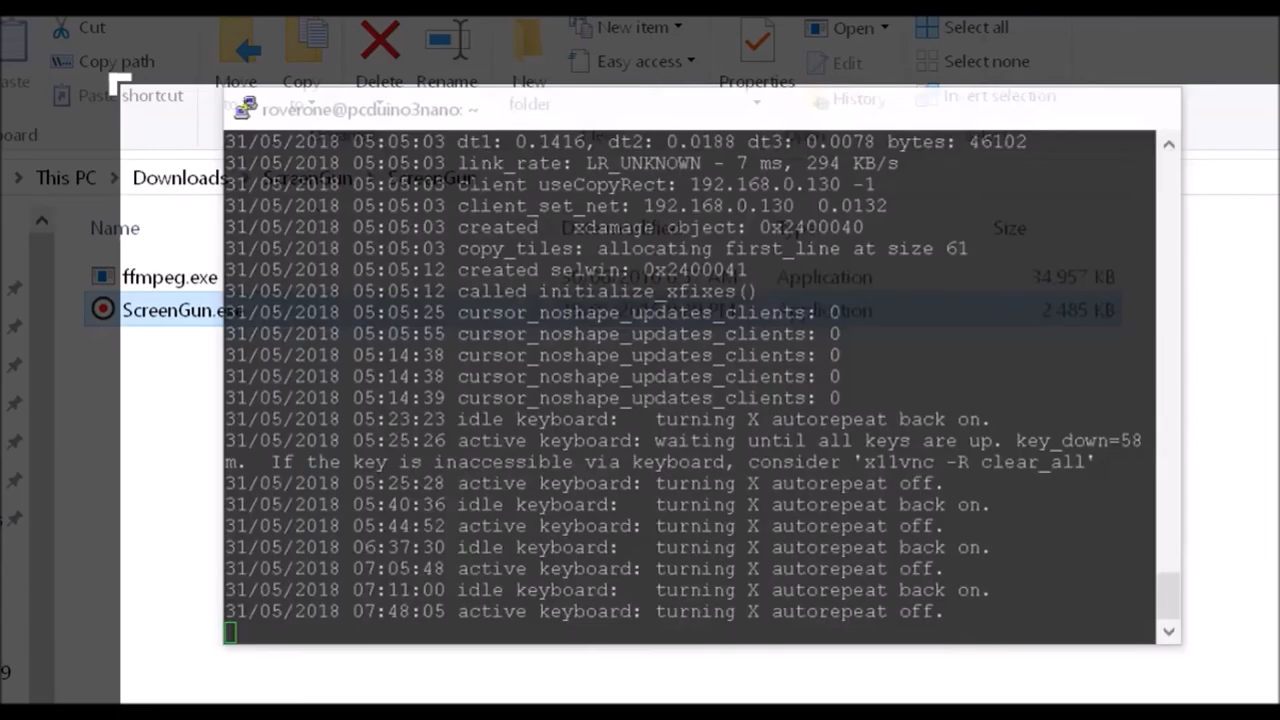 Cut
New item
Open
Select all
Copy path
Easy access
Edit
Select none
Move
Copy
Delete
Rename
New
folder
Properties
Paste shortcut
History
Invert selection
oard
roverone@pcduino3nano: ~
This PC
Downloads
Name
Size
ffmpeg.exe
Application
34 957 KB
ScreenGun.exe
2 485 KB
31/05/2018 05:05:03 dt1: 0.1416, dt2: 0.0188 dt3: 0.0078 bytes: 46102
31/05/2018 05:05:03 link_rate: LR_UNKNOWN - 7 ms, 294 KB/s
31/05/2018 05:05:03 client useCopyRect: 192.168.0.130 -1
31/05/2018 05:05:03 client_set_net: 192.168.0.130  0.0132
31/05/2018 05:05:03 created   xdamage object: 0x2400040
31/05/2018 05:05:03 copy_tiles: allocating first_line at size 61
31/05/2018 05:05:12 created selwin: 0x2400041
31/05/2018 05:05:12 called initialize_xfixes()
31/05/2018 05:05:25 cursor_noshape_updates_clients: 0
31/05/2018 05:05:55 cursor_noshape_updates_clients: 0
31/05/2018 05:14:38 cursor_noshape_updates_clients: 0
31/05/2018 05:14:38 cursor_noshape_updates_clients: 0
31/05/2018 05:14:39 cursor_noshape_updates_clients: 0
31/05/2018 05:23:23 idle keyboard:   turning X autorepeat back on.
31/05/2018 05:25:26 active keyboard: waiting until all keys are up. key_down=58
m.  If the key is inaccessible via keyboard, consider 'x11vnc -R clear_all'
31/05/2018 05:25:28 active keyboard: turning X autorepeat off.
31/05/2018 05:40:36 idle keyboard:   turning X autorepeat back on.
31/05/2018 05:44:52 active keyboard: turning X autorepeat off.
31/05/2018 06:37:30 idle keyboard:   turning X autorepeat back on.
31/05/2018 07:05:48 active keyboard: turning X autorepeat off.
31/05/2018 07:11:00 idle keyboard:   turning X autorepeat back on.
31/05/2018 07:48:05 active keyboard: turning X autorepeat off.
9